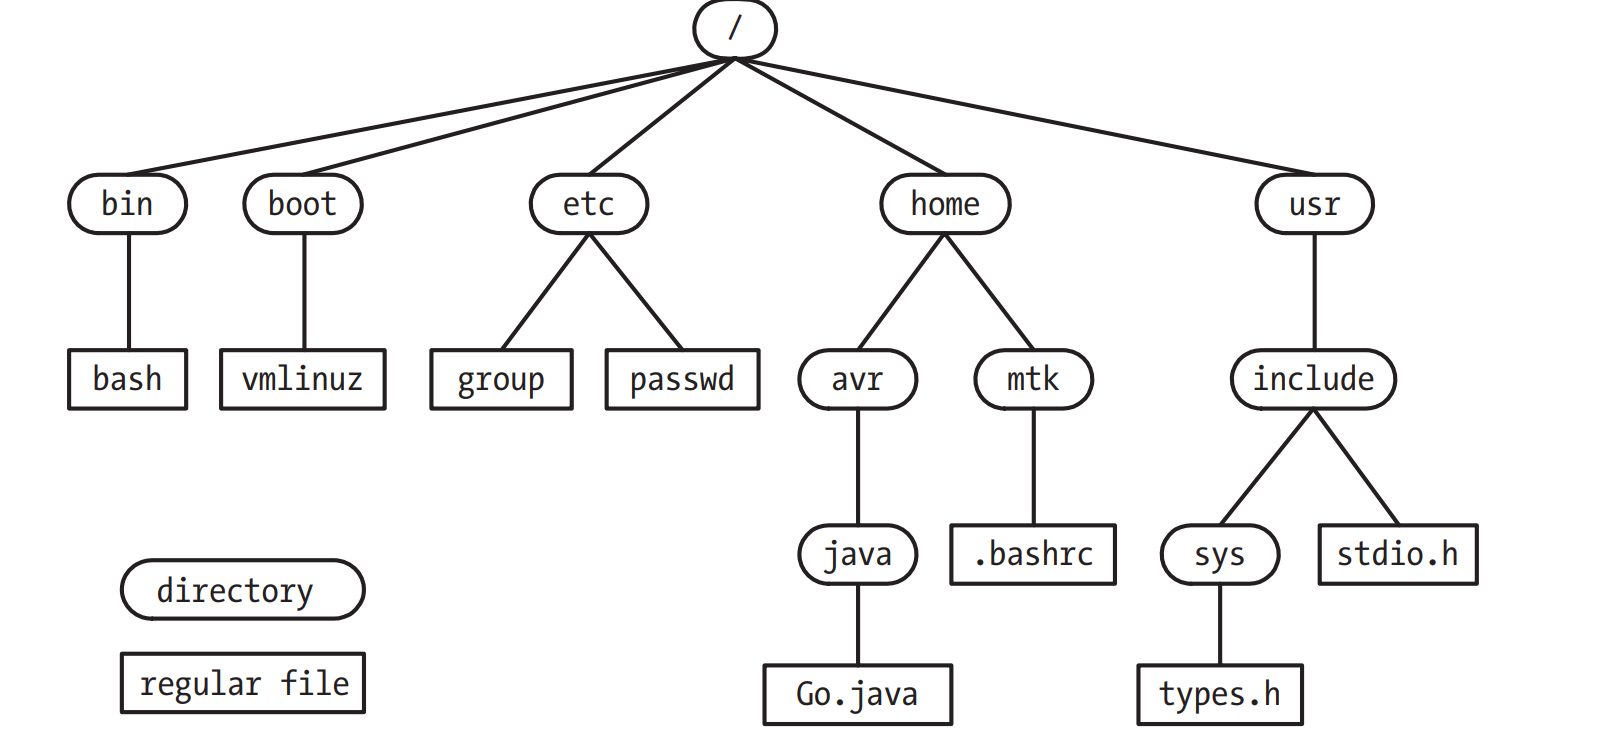 /
bin
boot
etc
home
usr
bash
vmlinuz
group
passwd
avr
mtk
include
java
.bashrc
sys
stdio.h
directory
regular file
Go.java
types.h